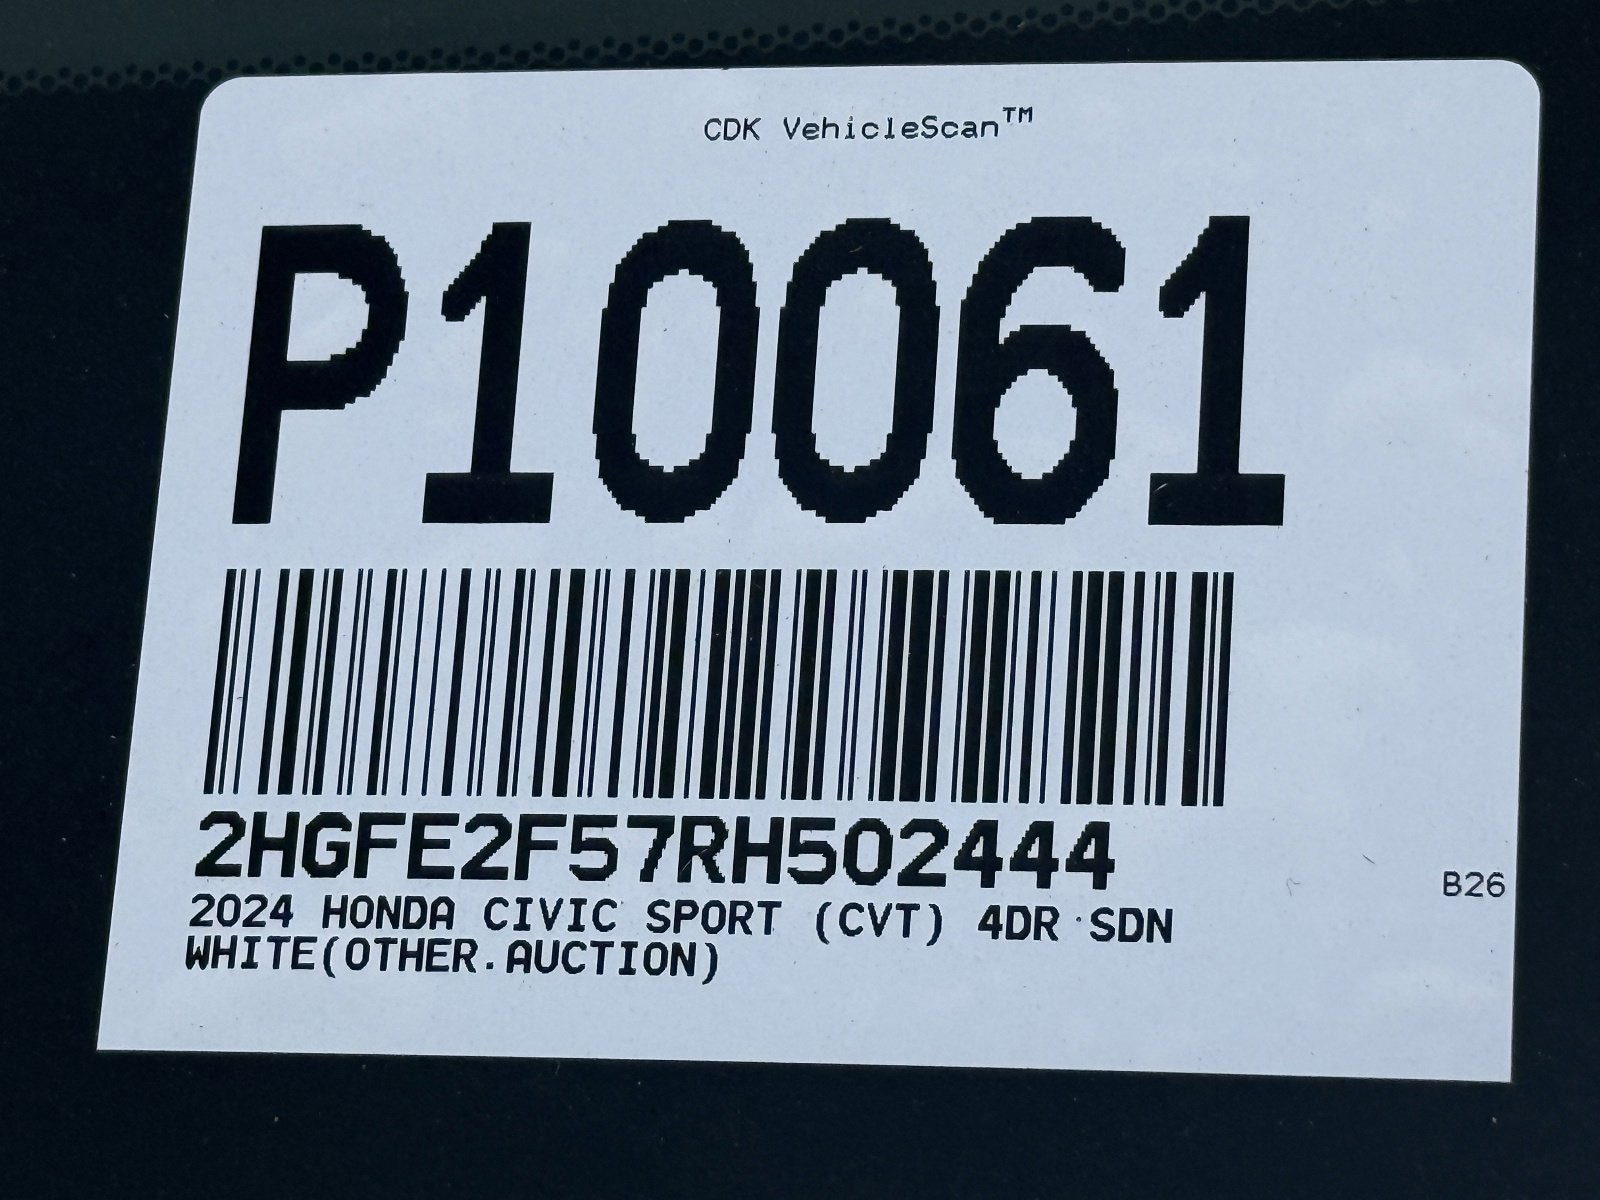 CDK VehicleScan™
P10061
2HGFE2F57RH502444
B26
2024 HONDA CIVIC SPORT (CVT) 4DR SDN
WHITE(OTHER.AUCTION)